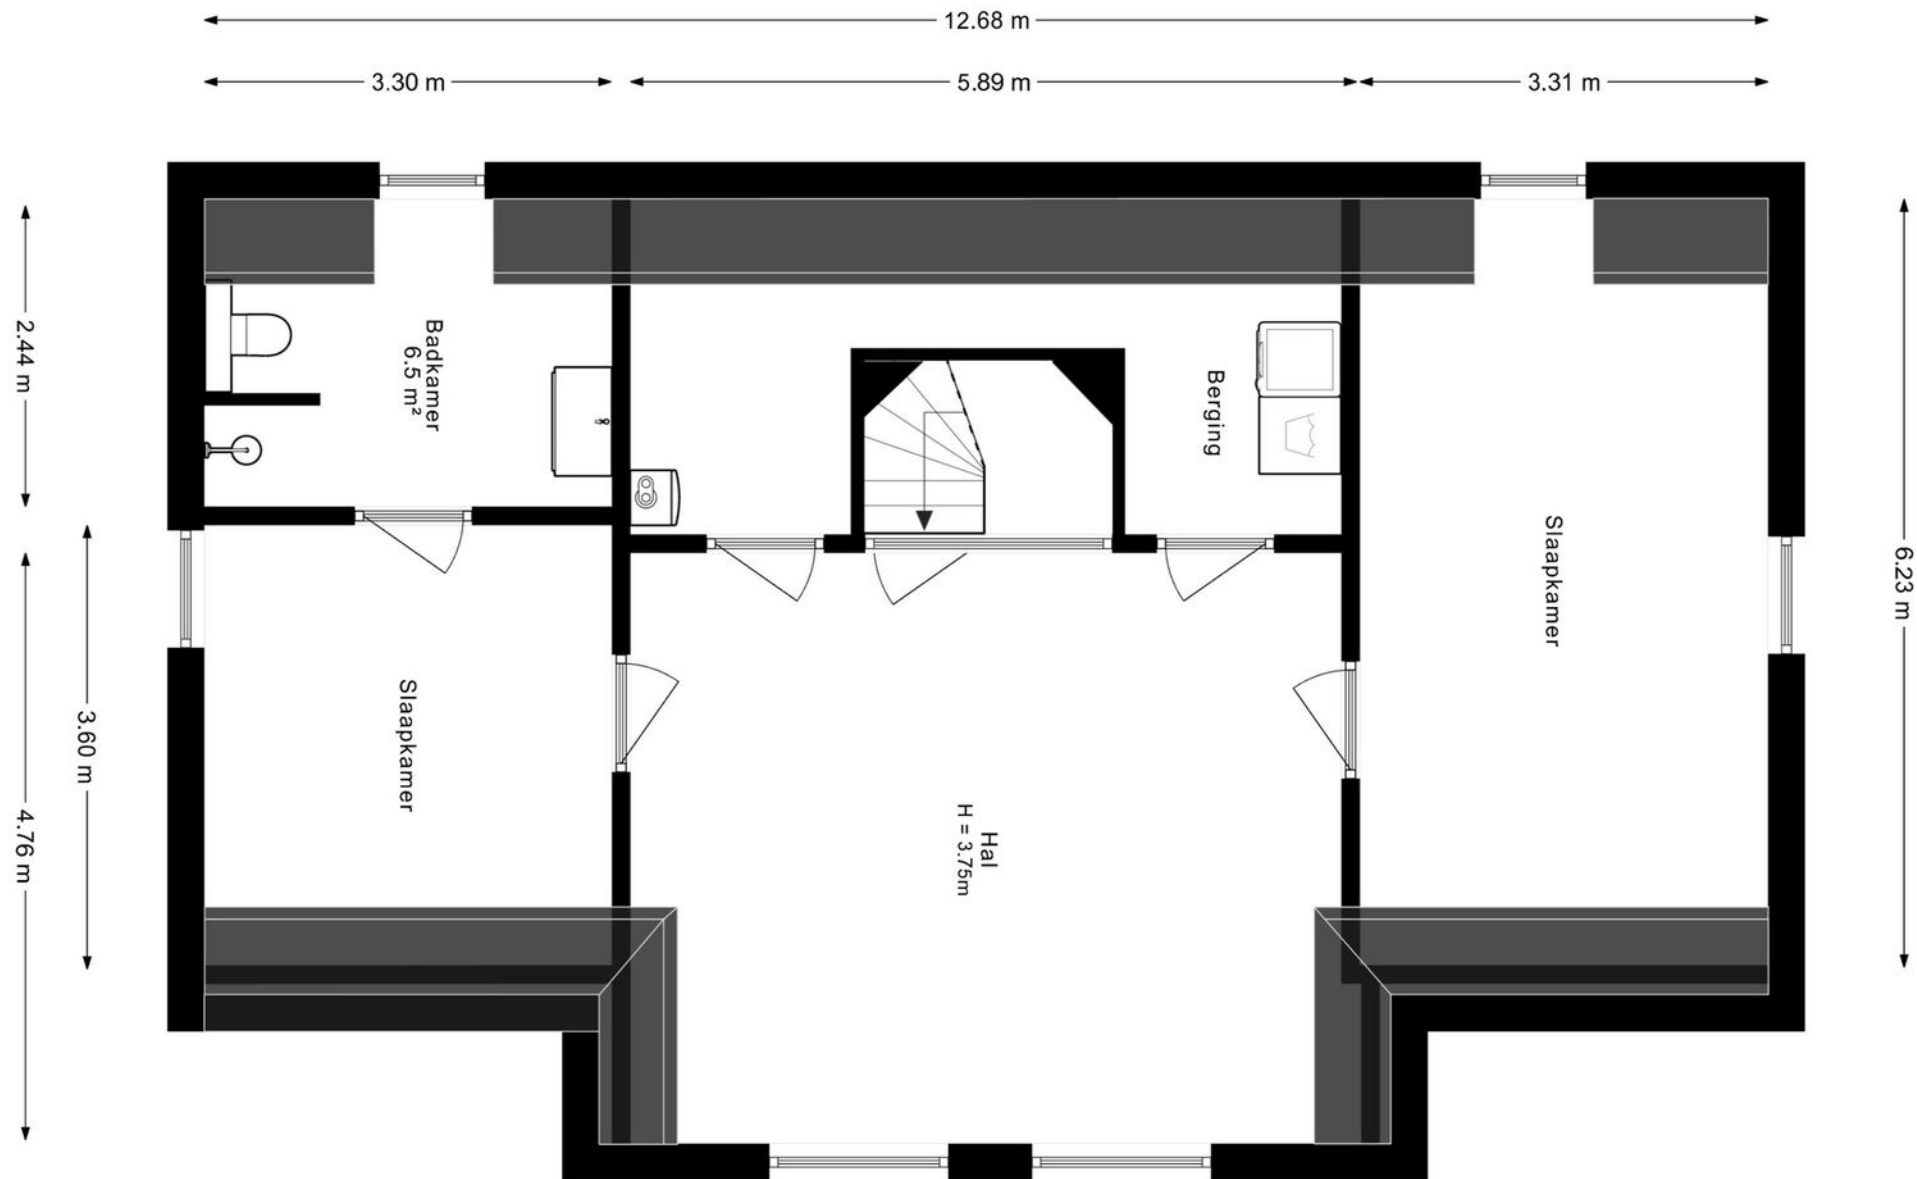 12.68 m
3.30 m
5.89 m
3.31 m
2.44 m
3.60 m
4.76 m
6.23 m
Badkamer
6.5 m²
Berging
Slaapkamer
Slaapkamer
Hal
H = 3.75m